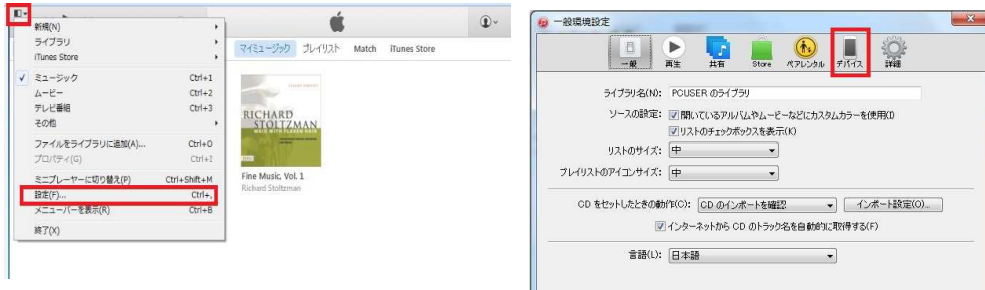 新規(N)
ライブラリ
iTunes Store
ミュージック Ctrl+1
ムービー Ctrl+2
テレビ番組 Ctrl+3
その他
ファイルをライブラリに追加(A)... Ctrl+O
プロパティ(G) Ctrl+I
ミニプレーヤーに切り替え(P) Ctrl+Shift+M
設定(F)... Ctrl+,
メニューバーを表示(R) Ctrl+B
終了(X)
マイミュージック プレイリスト Match iTunes Store
RICHARD
STOLTZMAN
MAID WITH FLAXEN HAIR
Fine Music, Vol. 1
Richard Stoltzman
一般環境設定
一般 再生 共有 Store ペアレンタル デバイス 詳細
ライブラリ名(N): PCUSER のライブラリ
ソースの設定: 開いているアルバムやムービーなどにカスタムカラーを使用(O)
リストのチェックボックスを表示(K)
リストのサイズ: 中
プレイリストのアイコンサイズ: 中
CD をセットしたときの動作(C): CD のインポートを確認 インポート設定(O)...
インターネットから CD のトラック名を自動的に取得する(F)
言語(L): 日本語